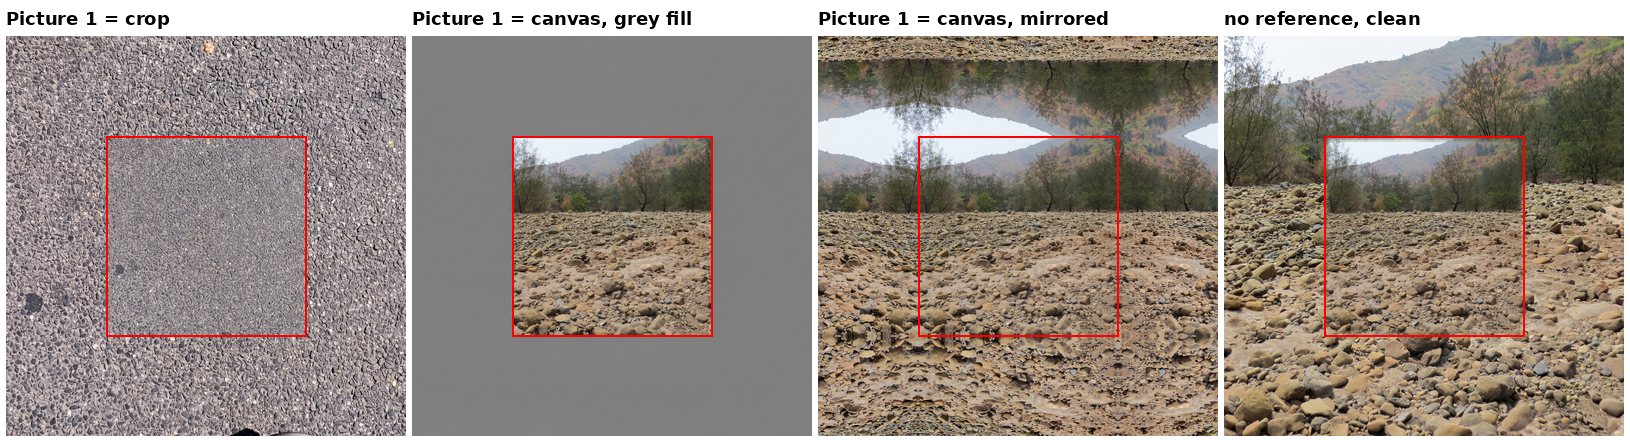 Picture 1 = crop
Picture 1 = canvas, grey fill
Picture 1 = canvas, mirrored
no reference, clean